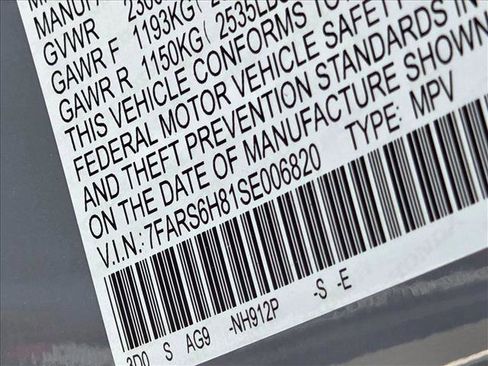 GVWR
GAWR F 1193KG
GAWR R 1150KG( 2535LB
THIS VEHICLE CONFORMS TO
FEDERAL MOTOR VEHICLE SAFETY
AND THEFT PREVENTION STANDARDS IN
ON THE DATE OF MANUFACTURE SHOWN
V.I.N: 7FARS6H81SE006820 TYPE: MPV
S AG9 -NH912P -S -E